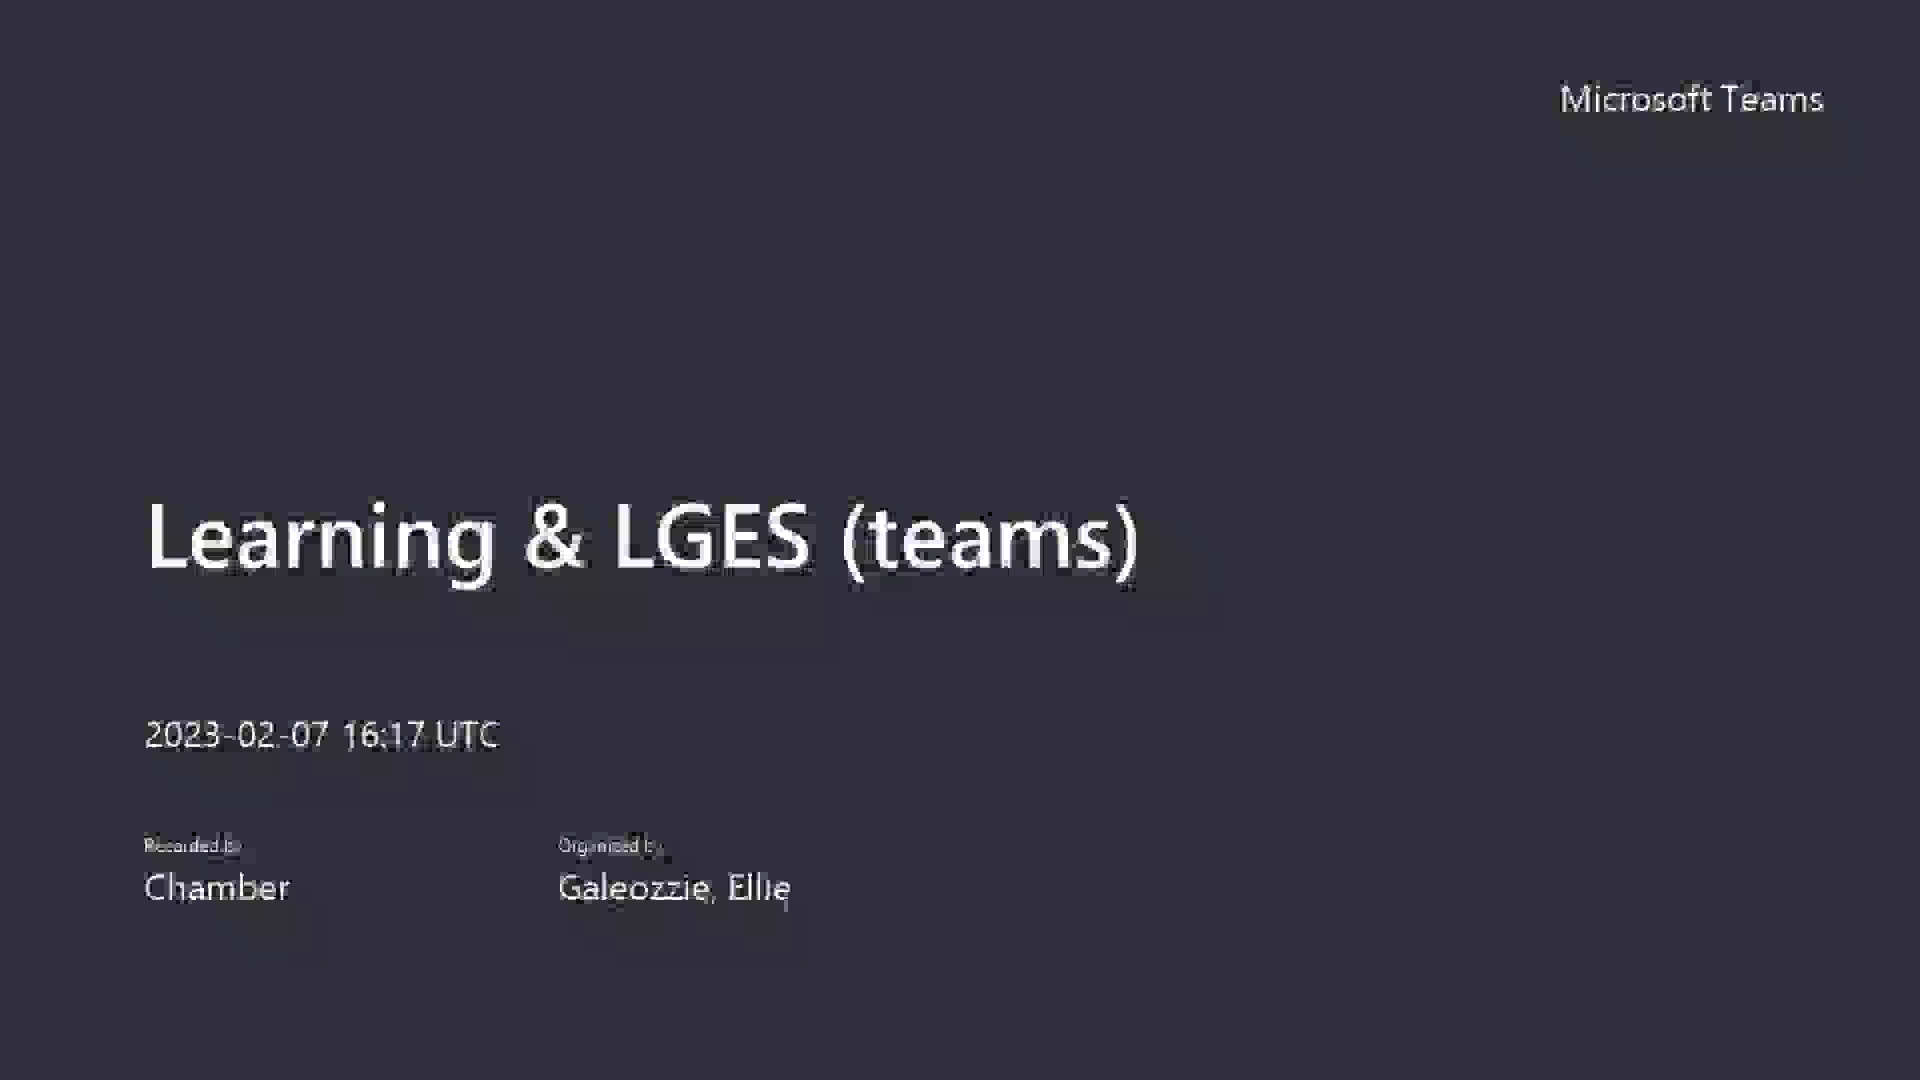 Microsoft Teams
Learning & LGES (teams)
2023-02-07 16:17 UTC
Recorded by
Organized by
Chamber
Galeozzie, Ellie